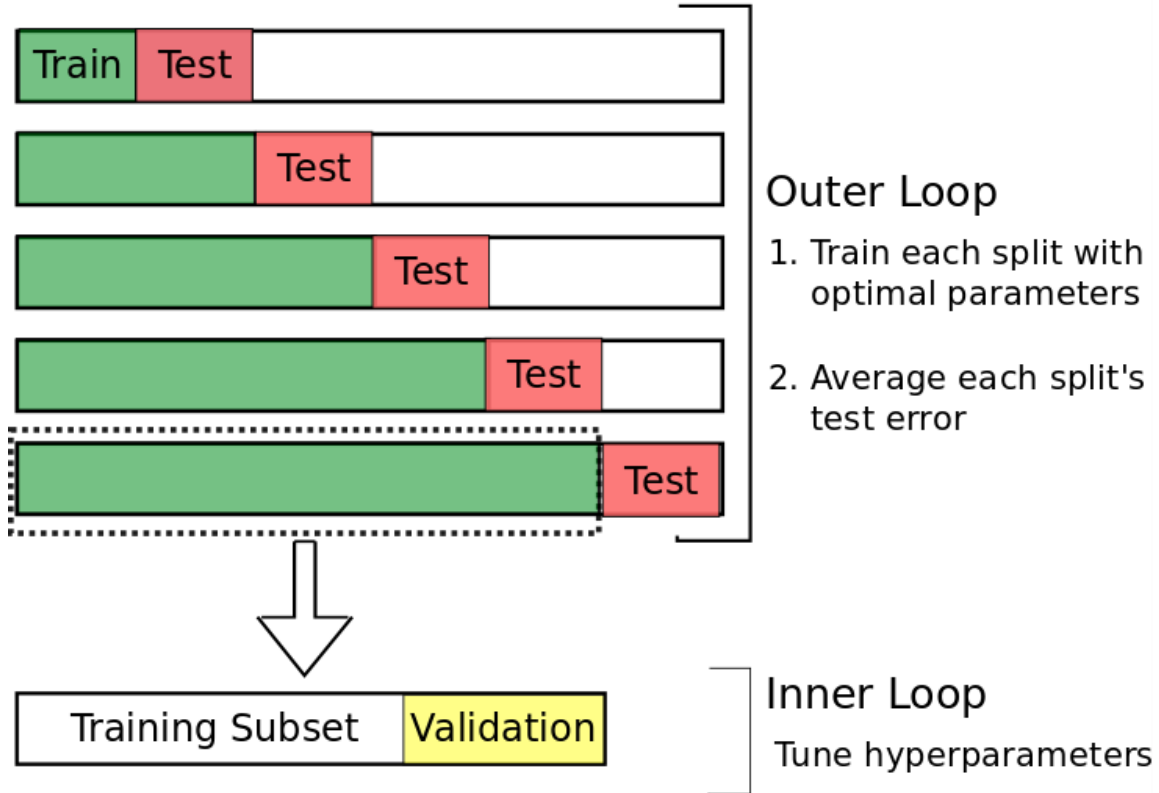 Train Test
Test
Test
Test
Test
Outer Loop
1. Train each split with
optimal parameters
2. Average each split's
test error
Training Subset Validation
Inner Loop
Tune hyperparameters